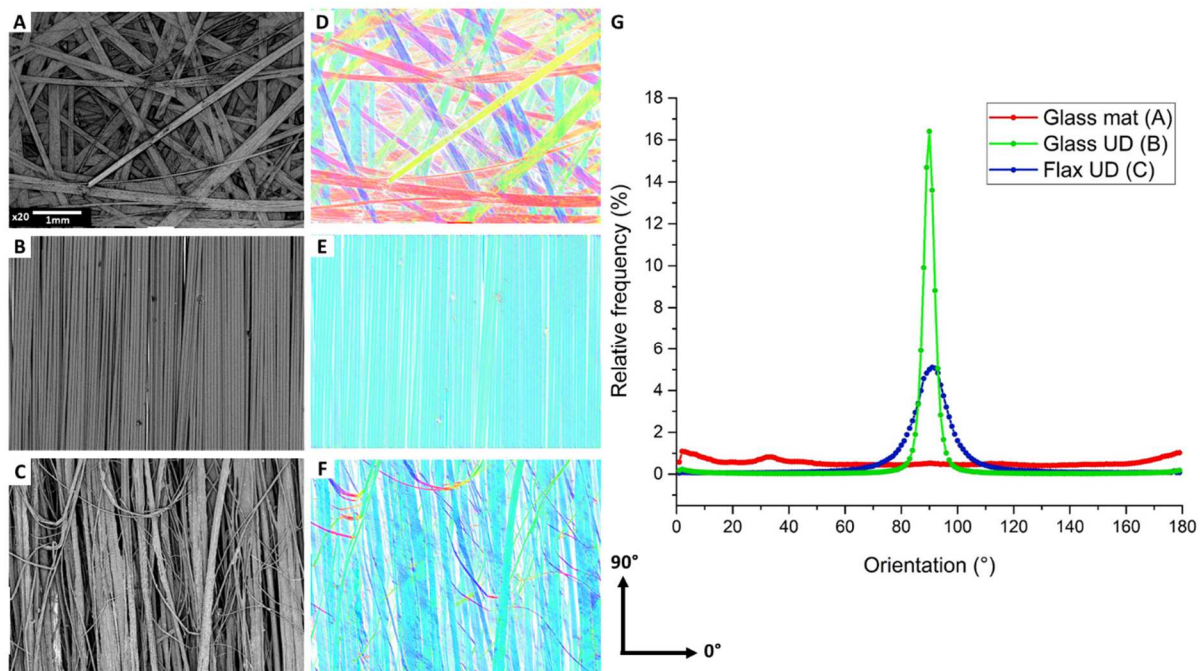 A
D
G
x20
1mm
B
E
C
F
18
16
14
12
10
8
6
4
2
0
Relative frequency (%)
Glass mat (A)
Glass UD (B)
Flax UD (C)
0
20
40
60
80
100
120
140
160
180
Orientation (°)
90°
0°